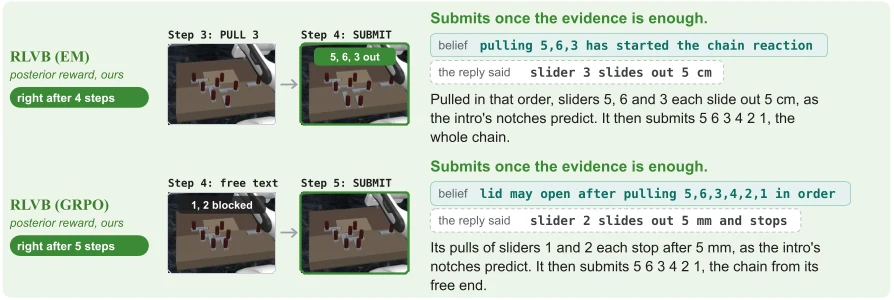 Submits once the evidence is enough.
Step 3: PULL 3
Step 4: SUBMIT
RLVB (EM)
posterior reward, ours
right after 4 steps
5, 6, 3 out
belief pulling 5,6,3 has started the chain reaction
the reply said slider 3 slides out 5 cm
Pulled in that order, sliders 5, 6 and 3 each slide out 5 cm, as
the intro's notches predict. It then submits 5 6 3 4 2 1, the
whole chain.
Submits once the evidence is enough.
Step 4: free text
Step 5: SUBMIT
RLVB (GRPO)
posterior reward, ours
right after 5 steps
1, 2 blocked
belief lid may open after pulling 5,6,3,4,2,1 in order
the reply said slider 2 slides out 5 mm and stops
Its pulls of sliders 1 and 2 each stop after 5 mm, as the intro's
notches predict. It then submits 5 6 3 4 2 1, the chain from its
free end.